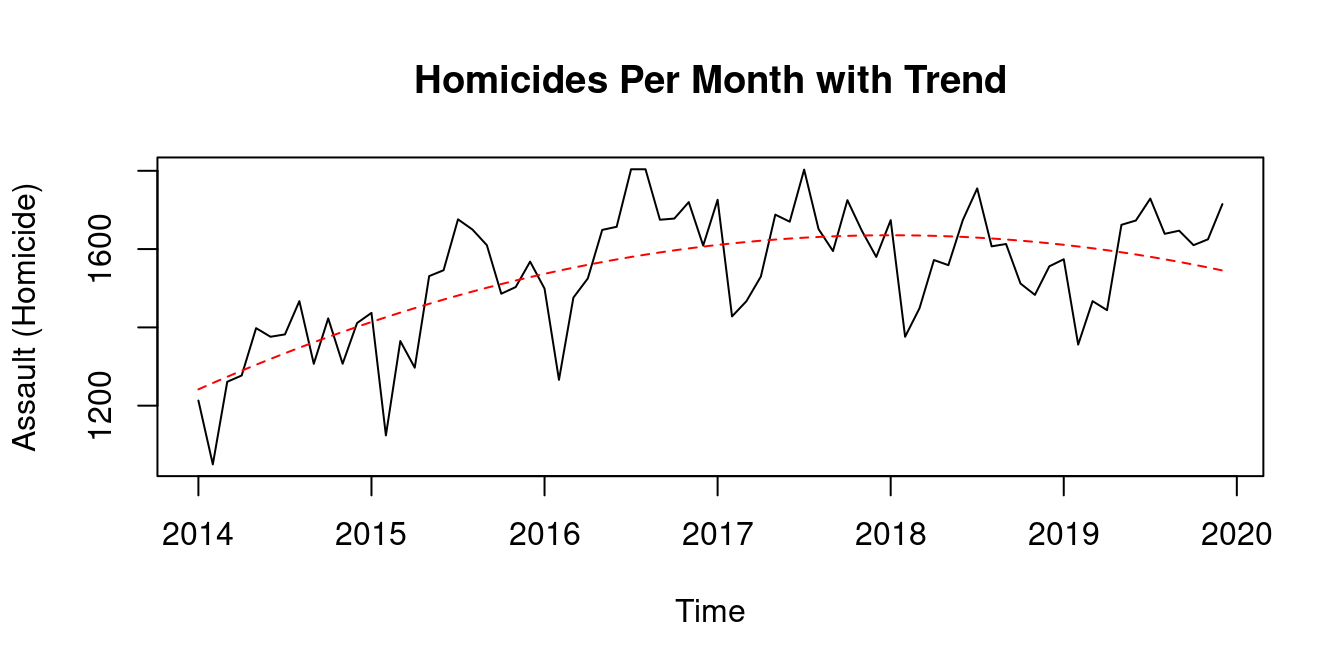 Homicides Per Month with Trend
Assault (Homicide)
1600
1200
2014 2015 2016 2017 2018 2019 2020
Time